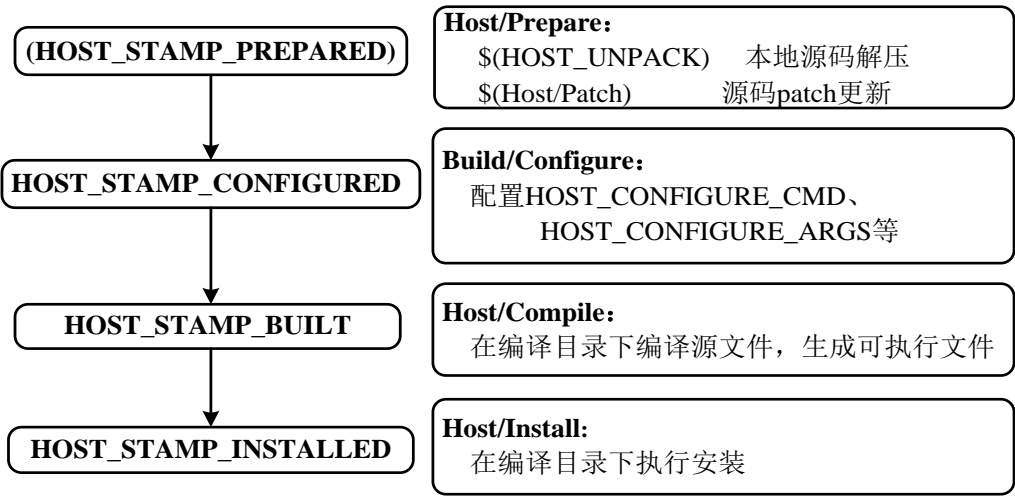 (HOST_STAMP_PREPARED)
Host/Prepare：
$(HOST_UNPACK) 本地源码解压
$(Host/Patch) 源码patch更新
HOST_STAMP_CONFIGURED
Build/Configure：
配置HOST_CONFIGURE_CMD、
HOST_CONFIGURE_ARGS等
HOST_STAMP_BUILT
Host/Compile：
在编译目录下编译源文件，生成可执行文件
HOST_STAMP_INSTALLED
Host/Install:
在编译目录下执行安装